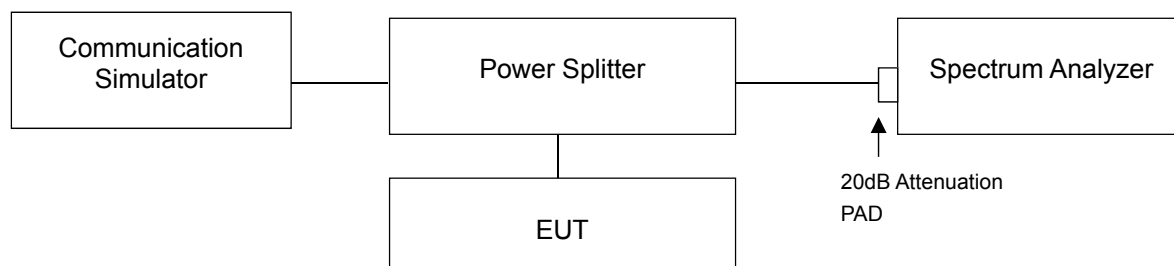 Communication
Simulator
Power Splitter
Spectrum Analyzer
EUT
20dB Attenuation
PAD